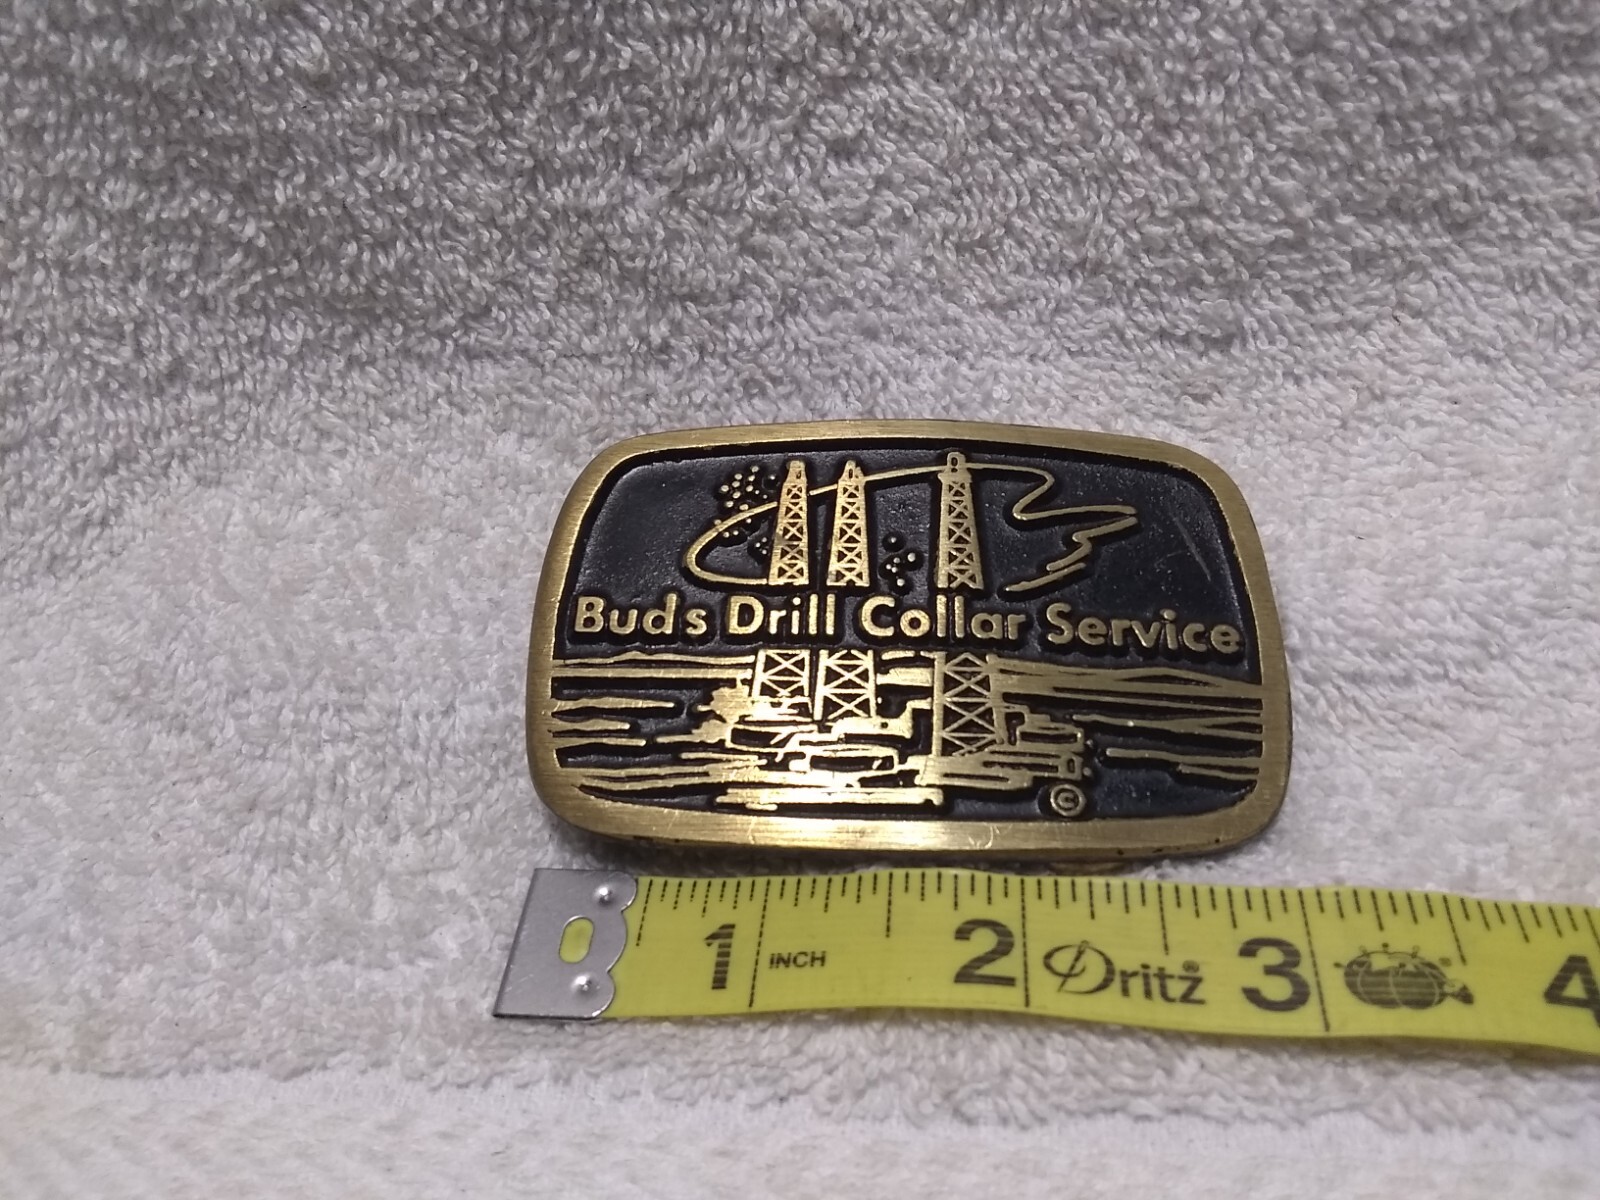 Buds Drill Collar Service
©
1 INCH 2 Dritz® 3 4